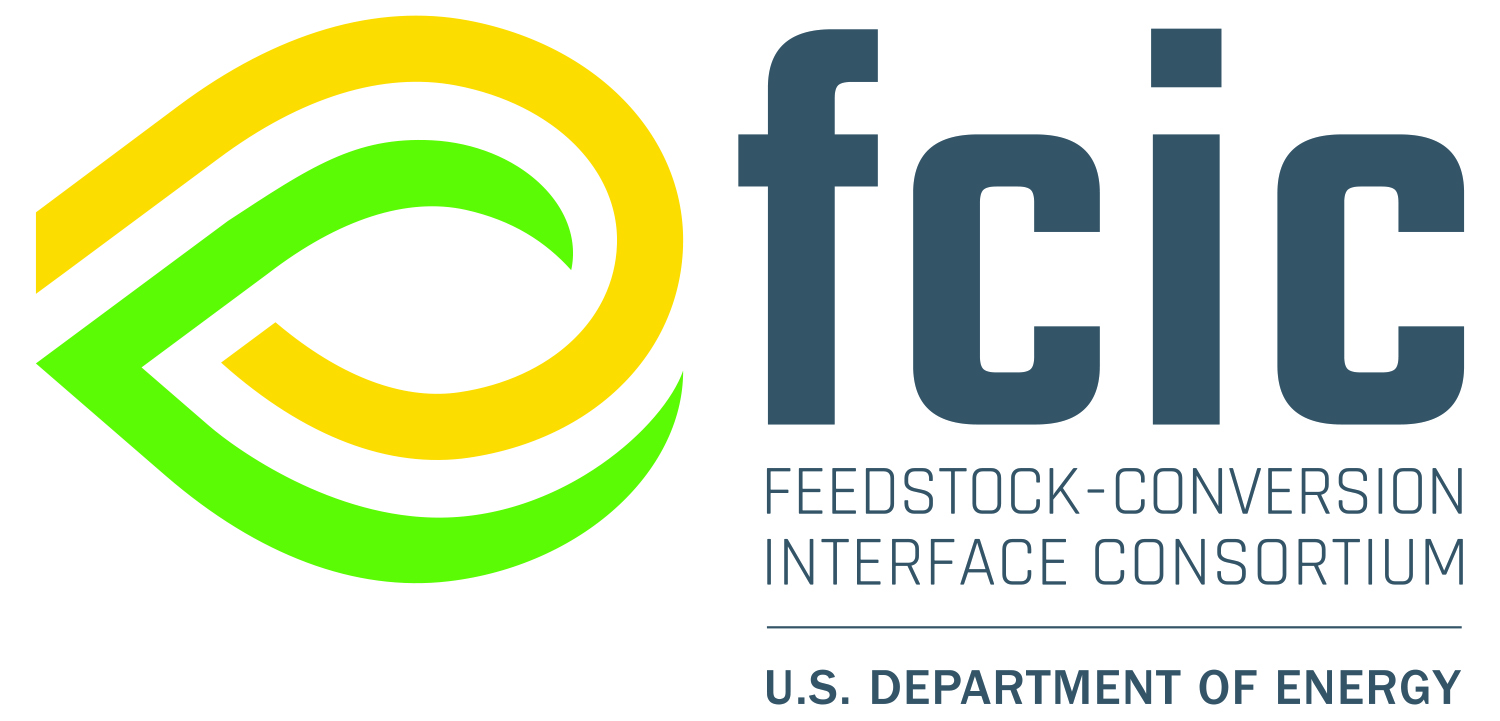 fcic
FEEDSTOCK-CONVERSION
INTERFACE CONSORTIUM
U.S. DEPARTMENT OF ENERGY